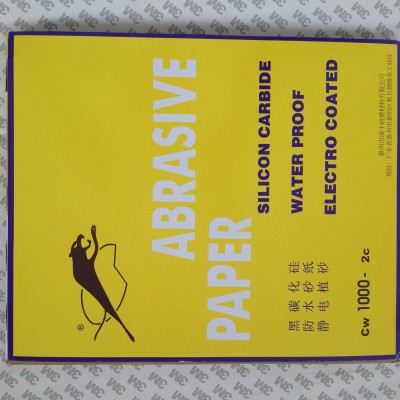 ABRASIVE
PAPER
SILICON CARBIDE
WATER PROOF
ELECTRO COATED
黑碳化硅
防水砂纸
静电植砂
CW 1000 - 2C
®
3M